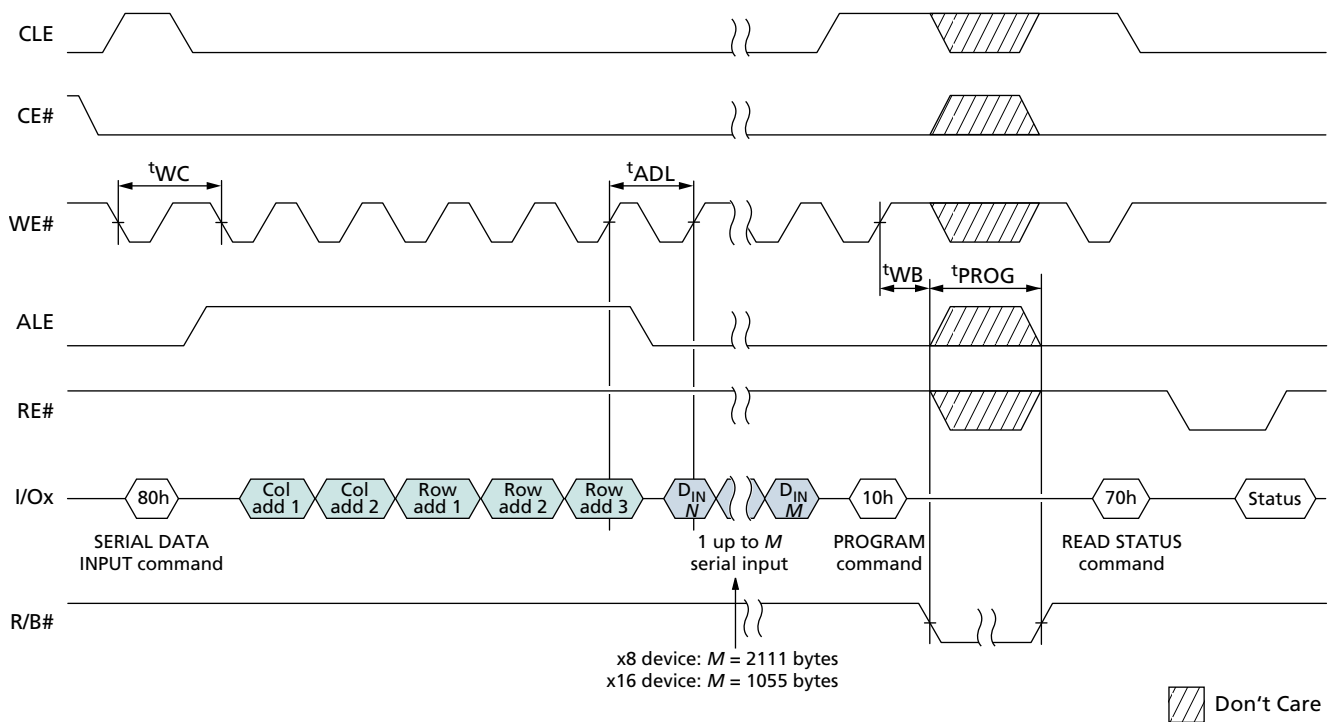 CLE
CE#
tWC
tADL
WE#
tWB
tPROG
ALE
RE#
I/Ox
80h
Col
add 1
Col
add 2
Row
add 1
Row
add 2
Row
add 3
DIN
N
DIN
M
10h
70h
Status
SERIAL DATA
INPUT command
1 up to M
serial input
PROGRAM
command
READ STATUS
command
R/B#
x8 device: M = 2111 bytes
x16 device: M = 1055 bytes
Don't Care